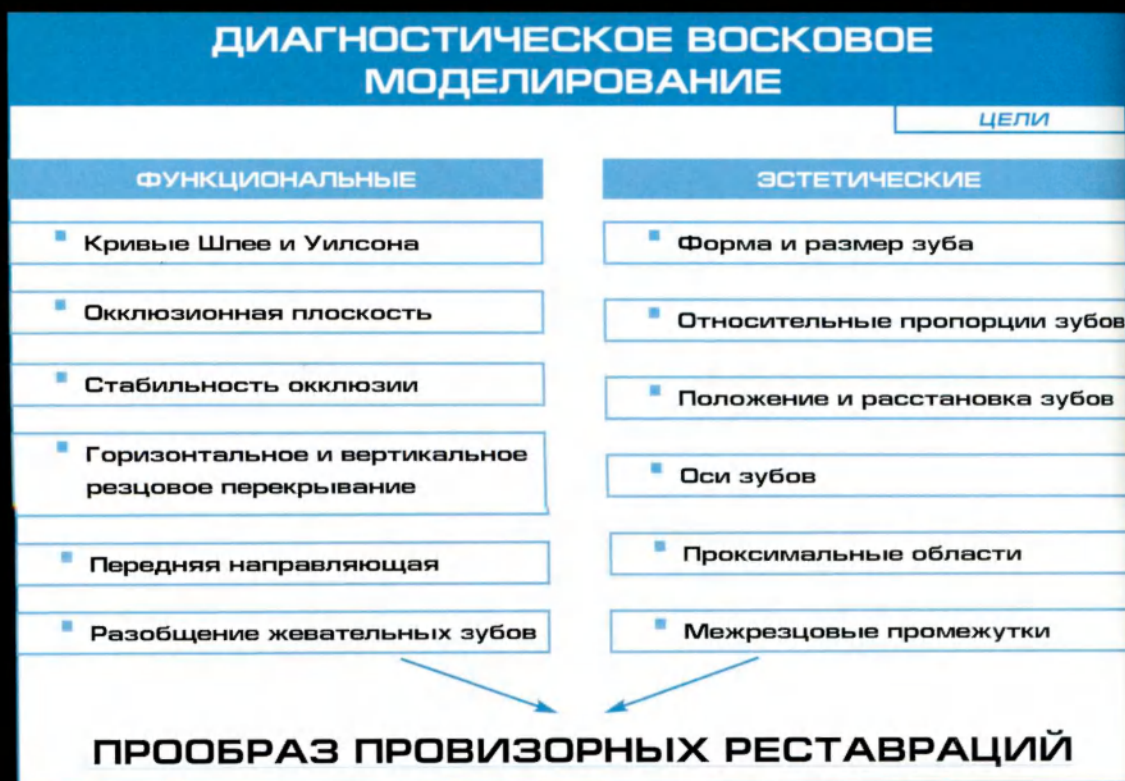 ДИАГНОСТИЧЕСКОЕ ВОСКОВОЕ
МОДЕЛИРОВАНИЕ
ЦЕЛИ
ФУНКЦИОНАЛЬНЫЕ
Кривые Шпее и Уилсона
Окклюзионная плоскость
Стабильность окклюзии
Горизонтальное и вертикальное
резцовое перекрывание
Передняя направляющая
Разобщение жевательных зубов
ЭСТЕТИЧЕСКИЕ
Форма и размер зуба
Относительные пропорции зубов
Положение и расстановка зубов
Оси зубов
Проксимальные области
Межрезцовые промежутки
ПРООБРАЗ ПРОВИЗОРНЫХ РЕСТАВРАЦИЙ